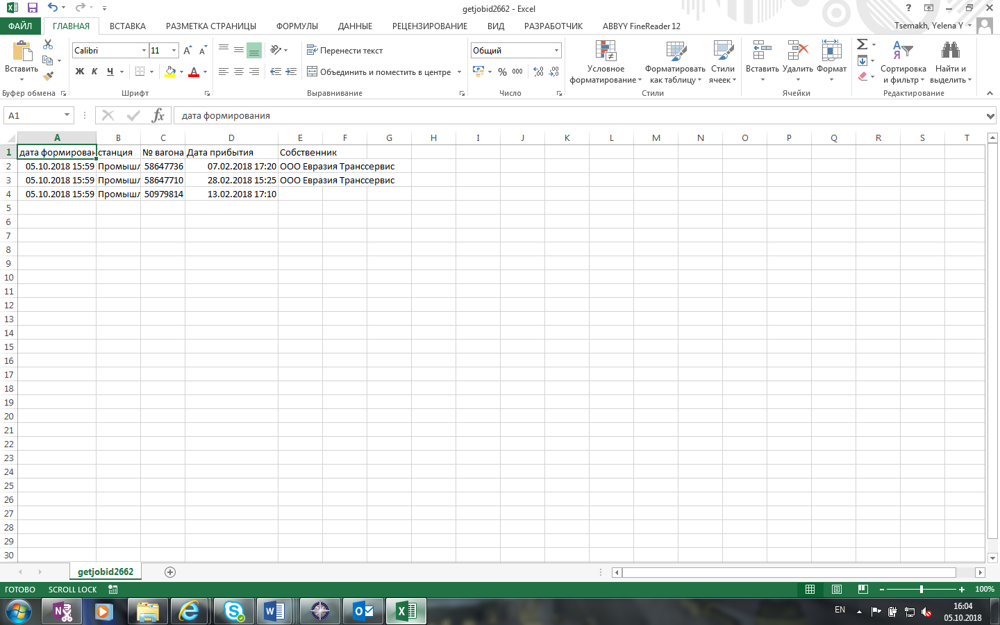 getjobid2662 - Excel
ФАЙЛ ГЛАВНАЯ ВСТАВКА РАЗМЕТКА СТРАНИЦЫ ФОРМУЛЫ ДАННЫЕ РЕЦЕНЗИРОВАНИЕ ВИД РАЗРАБОТЧИК ABBYY FineReader 12 Tsemakh, Yelena Y
Вставить
Calibri 11
Ж К Ч
Перенести текст
Объединить и поместить в центре
Общий
% 000
Условное форматирование
Форматировать как таблицу
Стили ячеек
Вставить Удалить Формат
Сортировка и фильтр
Найти и выделить
Буфер обмена Шрифт Выравнивание Число Стили Ячейки Редактирование
A1 fx дата формирования
A B C D E F G H I J K L M N O P Q R S T
1 дата формирован станция № вагона Дата прибытия Собственник
2 05.10.2018 15:59 Промышл 58647736 07.02.2018 17:20 ООО Евразия Транссервис
3 05.10.2018 15:59 Промышл 58647710 28.02.2018 15:25 ООО Евразия Транссервис
4 05.10.2018 15:59 Промышл 50979814 13.02.2018 17:10
5
6
7
8
9
10
11
12
13
14
15
16
17
18
19
20
21
22
23
24
25
26
27
28
29
30
getjobid2662
ГОТОВО SCROLL LOCK 100%
EN 16:04
05.10.2018